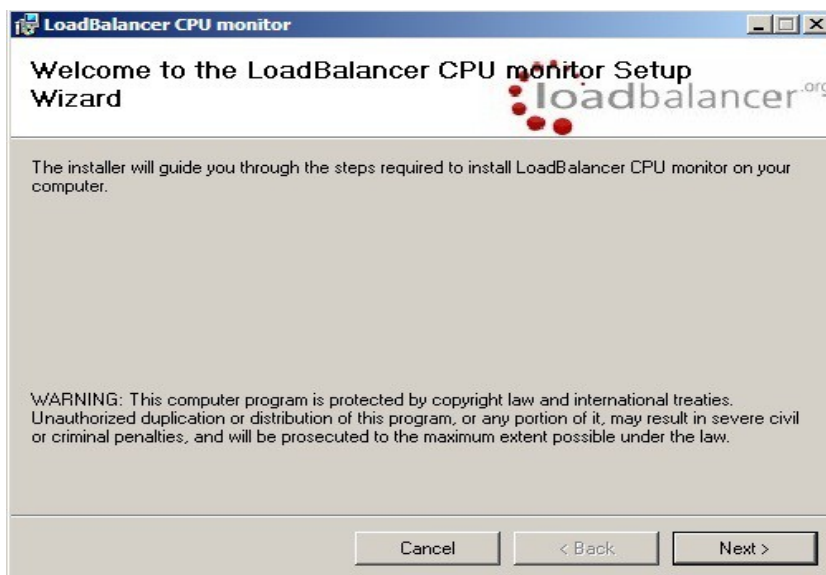 LoadBalancer CPU monitor
Welcome to the LoadBalancer CPU monitor Setup
Wizard
loadbalancer.org
The installer will guide you through the steps required to install LoadBalancer CPU monitor on your
computer.
WARNING: This computer program is protected by copyright law and international treaties.
Unauthorized duplication or distribution of this program, or any portion of it, may result in severe civil
or criminal penalties, and will be prosecuted to the maximum extent possible under the law.
Cancel
< Back
Next >